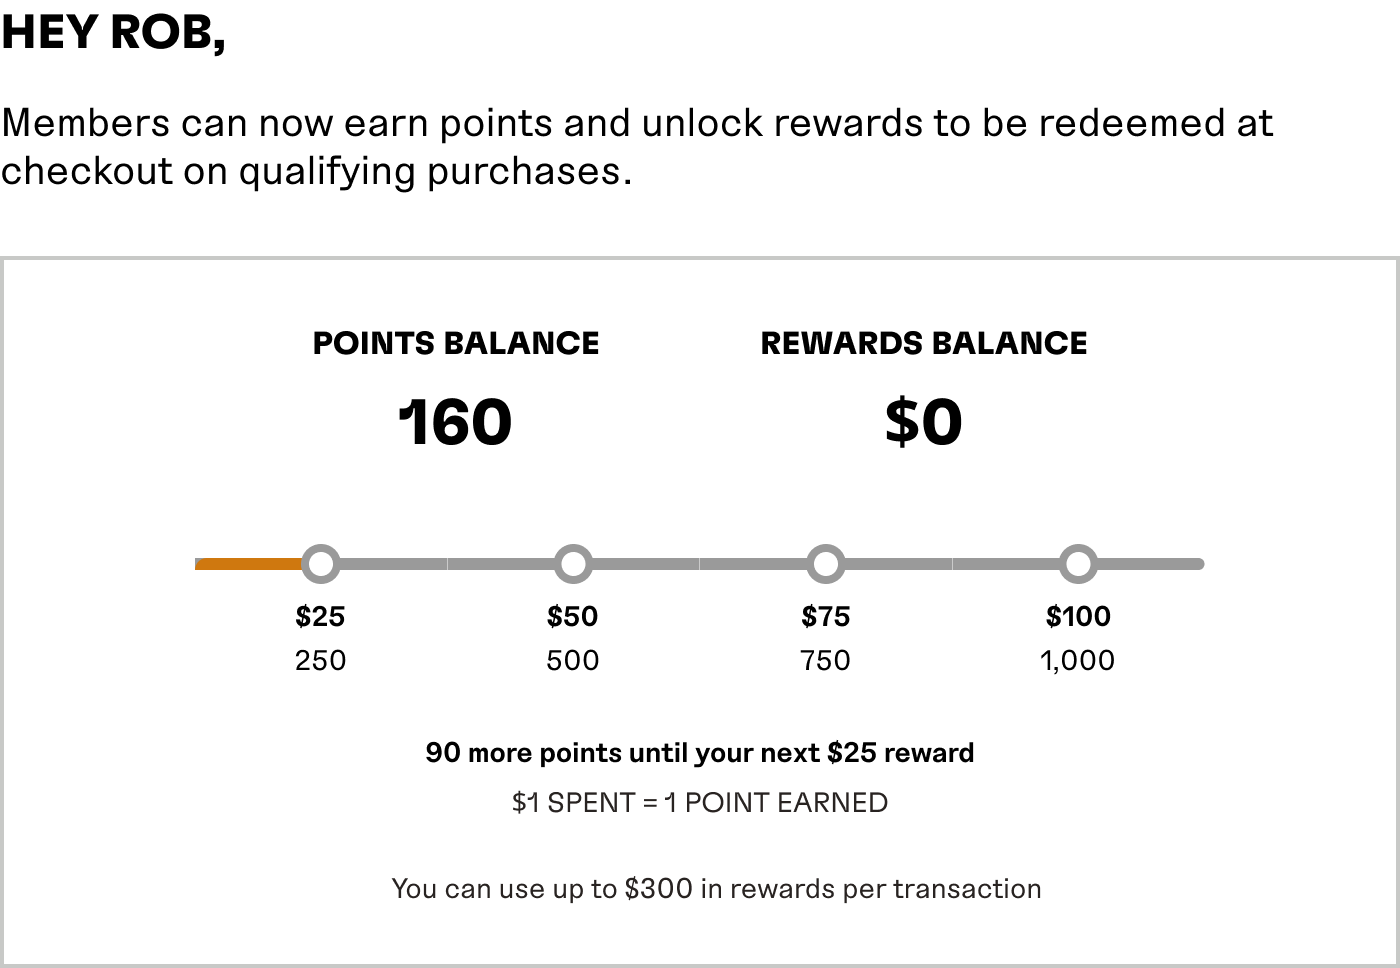 HEY ROB,
Members can now earn points and unlock rewards to be redeemed at
checkout on qualifying purchases.
POINTS BALANCE REWARDS BALANCE
160 $0
$25 $50 $75 $100
250 500 750 1,000
90 more points until your next $25 reward
$1 SPENT = 1 POINT EARNED
You can use up to $300 in rewards per transaction